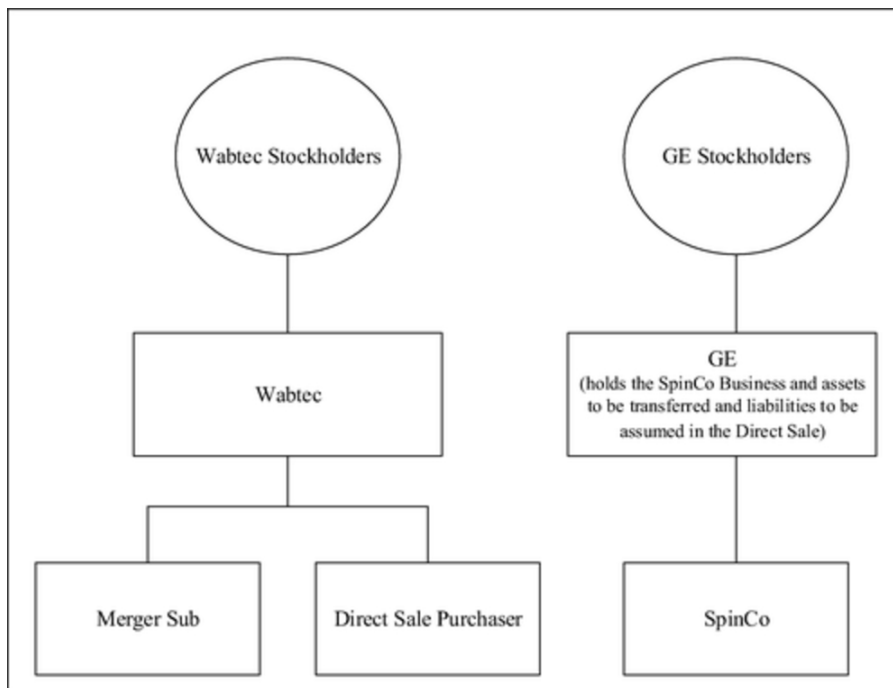 Wabtec Stockholders
GE Stockholders
Wabtec
GE
(holds the SpinCo Business and assets
to be transferred and liabilities to be
assumed in the Direct Sale)
Merger Sub
Direct Sale Purchaser
SpinCo